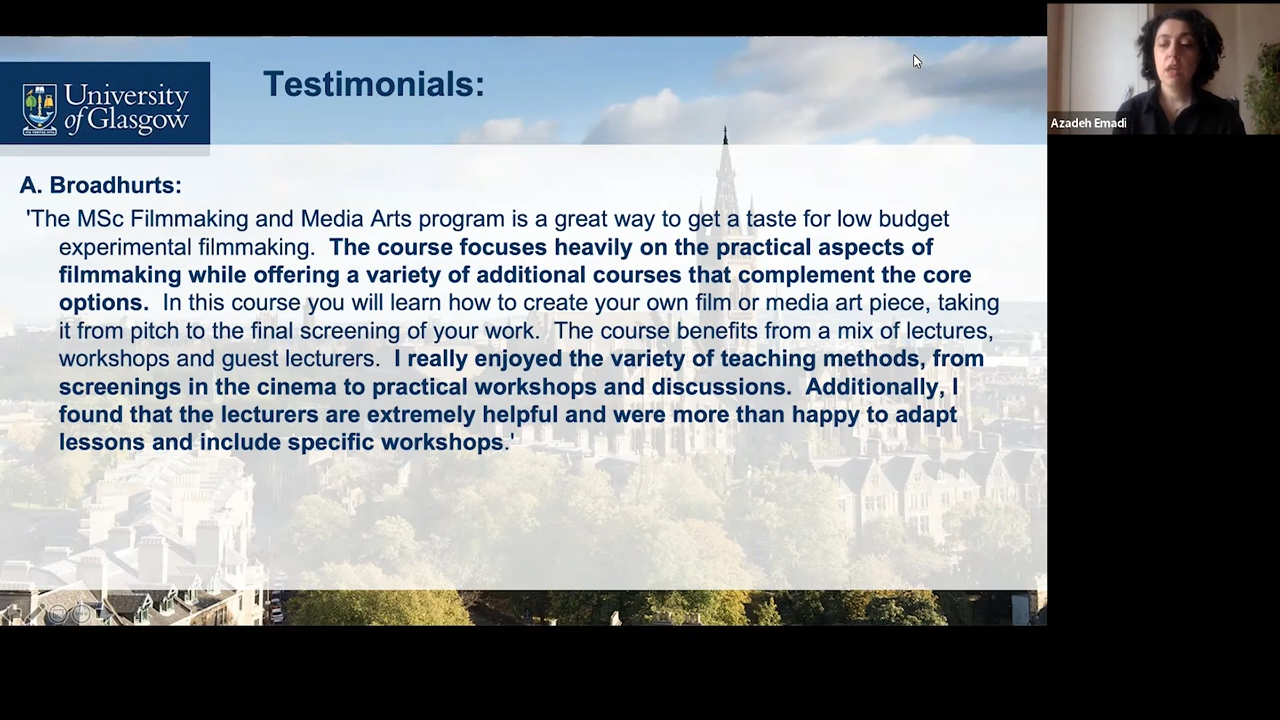 Testimonials:
University
of Glasgow
Azadeh Emadi
A. Broadhurts:
'The MSc Filmmaking and Media Arts program is a great way to get a taste for low budget
experimental filmmaking.  The course focuses heavily on the practical aspects of
filmmaking while offering a variety of additional courses that complement the core
options.  In this course you will learn how to create your own film or media art piece, taking
it from pitch to the final screening of your work.  The course benefits from a mix of lectures,
workshops and guest lecturers.  I really enjoyed the variety of teaching methods, from
screenings in the cinema to practical workshops and discussions.  Additionally, I
found that the lecturers are extremely helpful and were more than happy to adapt
lessons and include specific workshops.'